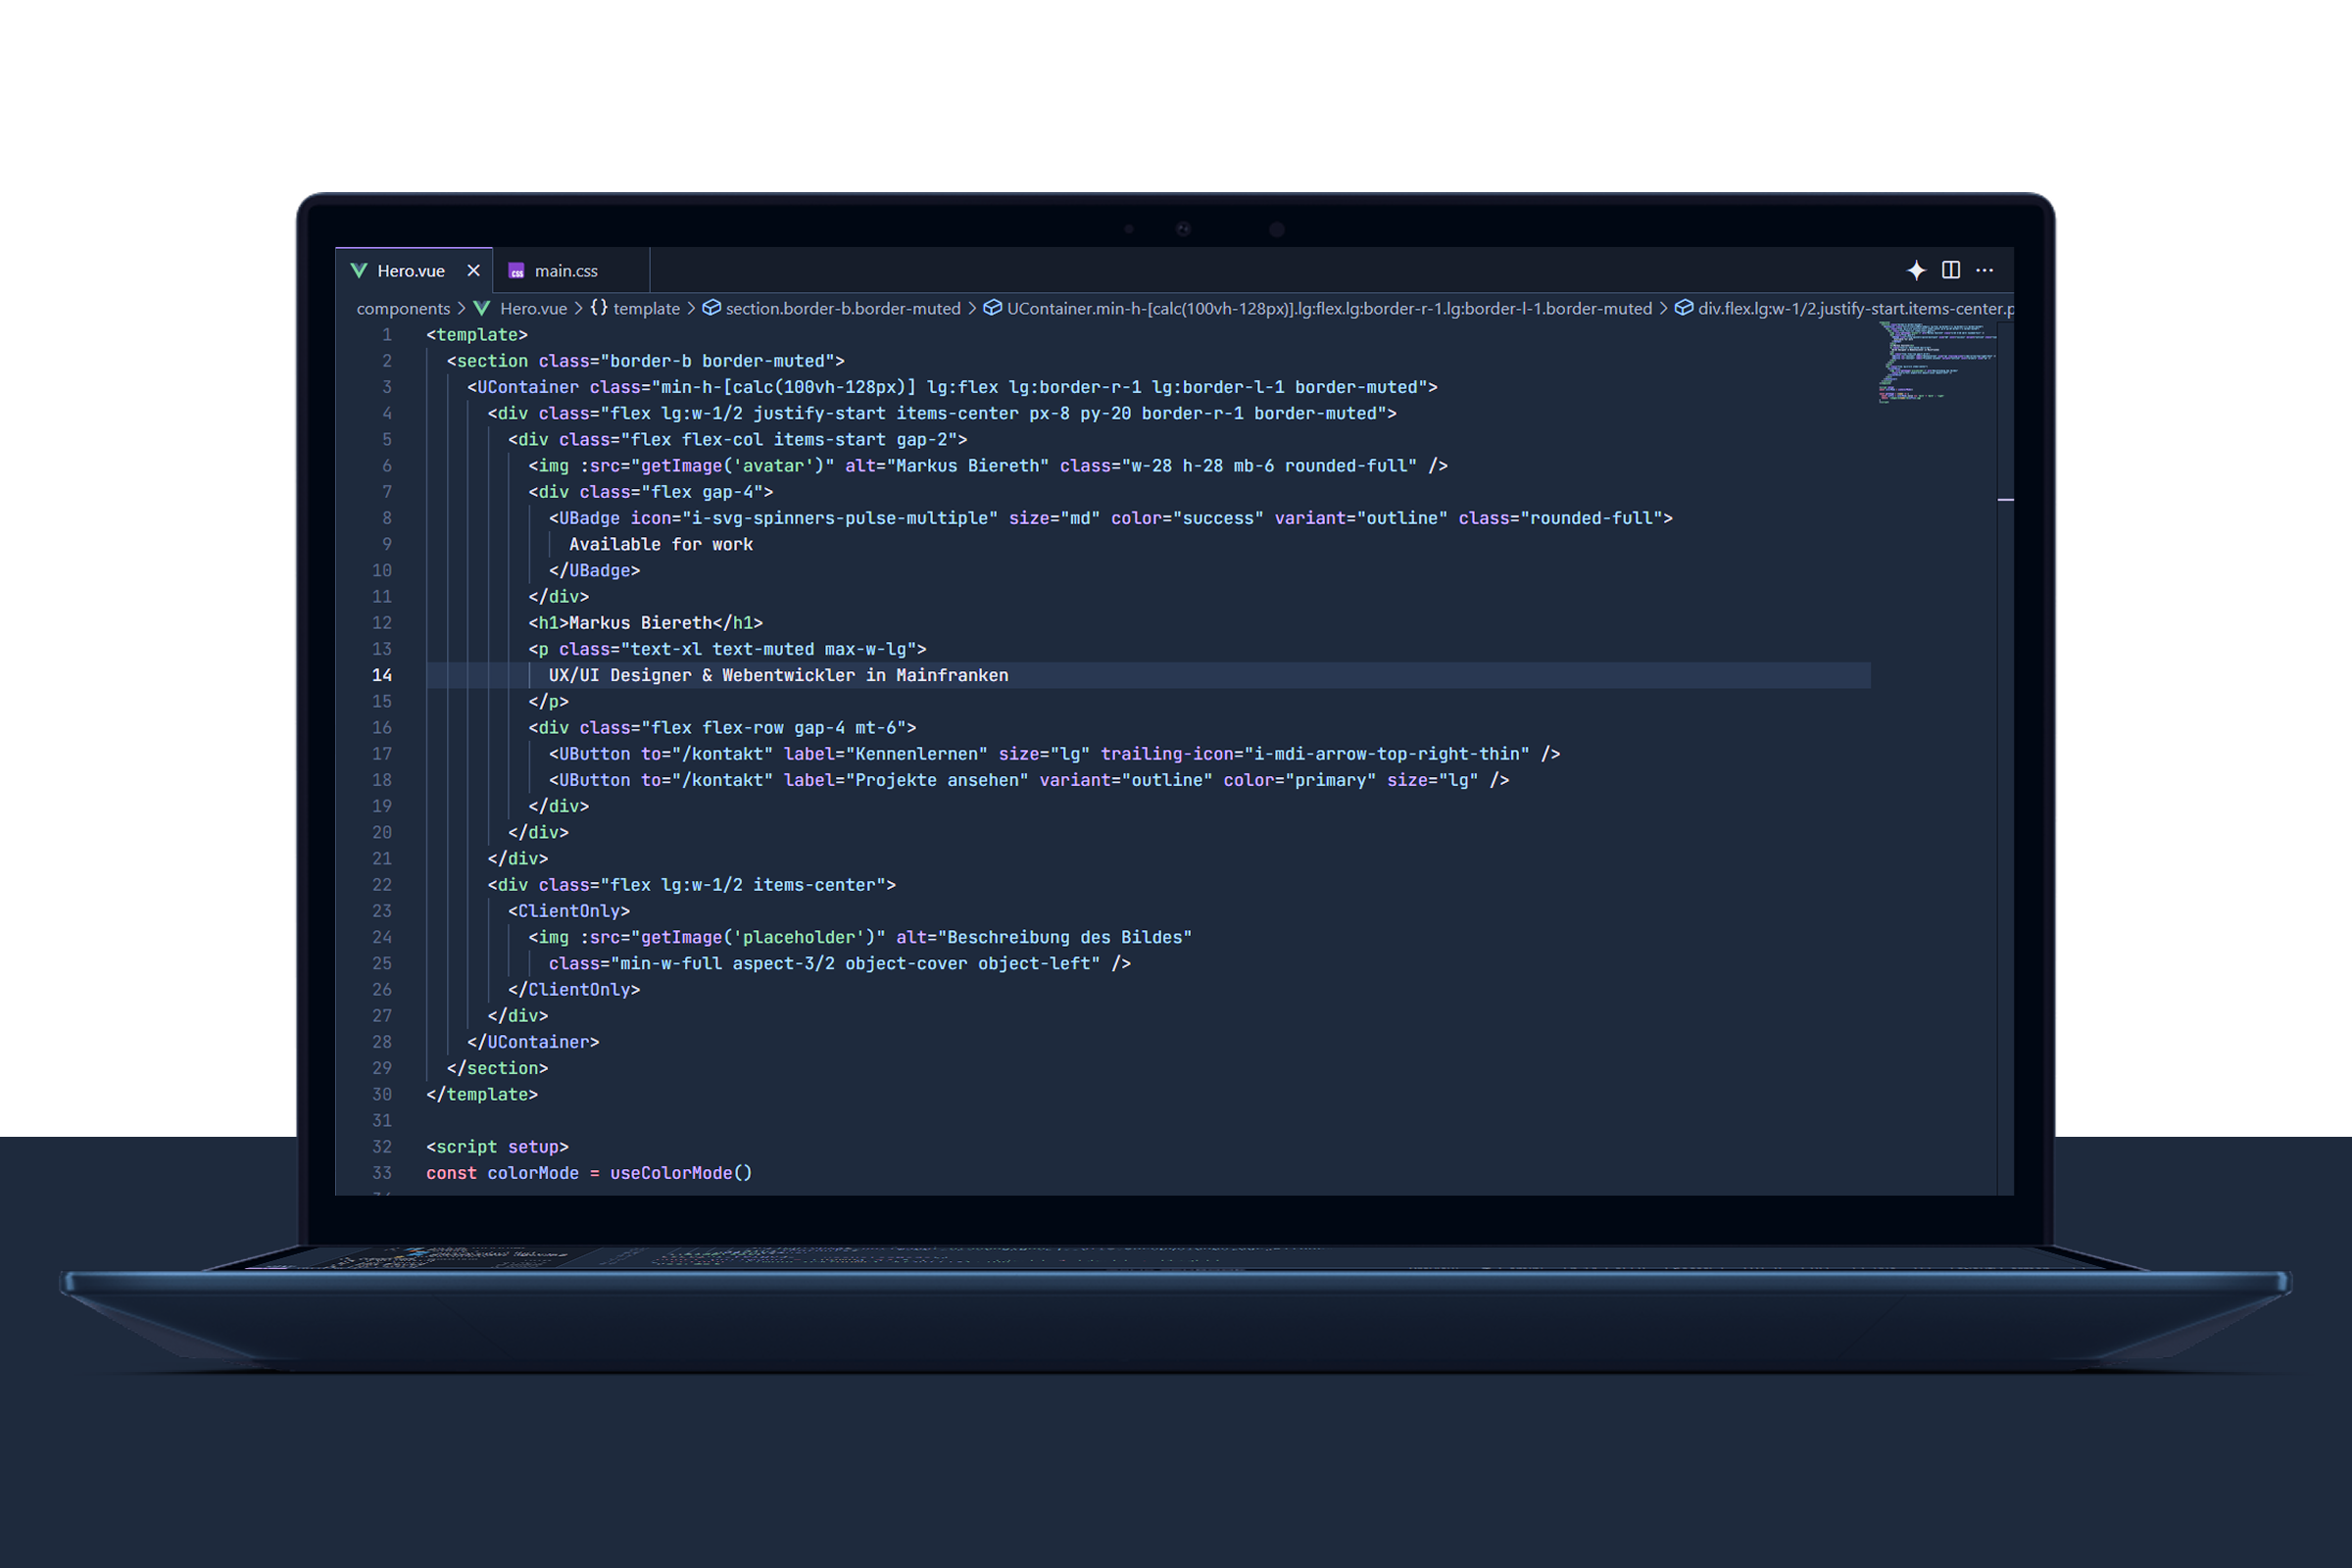 Hero.vue main.css
components > Hero.vue > {} template > section.border-b.border-muted > UContainer.min-h-[calc(100vh-128px)].lg:flex.lg:border-r-1.lg:border-l-1.border-muted > div.flex.lg:w-1/2.justify-start.items-center.p
1 <template>
2 <section class="border-b border-muted">
3 <UContainer class="min-h-[calc(100vh-128px)] lg:flex lg:border-r-1 lg:border-l-1 border-muted">
4 <div class="flex lg:w-1/2 justify-start items-center px-8 py-20 border-r-1 border-muted">
5 <div class="flex flex-col items-start gap-2">
6 <img :src="getImage('avatar')" alt="Markus Biereth" class="w-28 h-28 mb-6 rounded-full" />
7 <div class="flex gap-4">
8 <UBadge icon="i-svg-spinners-pulse-multiple" size="md" color="success" variant="outline" class="rounded-full">
9 Available for work
10 </UBadge>
11 </div>
12 <h1>Markus Biereth</h1>
13 <p class="text-xl text-muted max-w-lg">
14 UX/UI Designer & Webentwickler in Mainfranken
15 </p>
16 <div class="flex flex-row gap-4 mt-6">
17 <UButton to="/kontakt" label="Kennenlernen" size="lg" trailing-icon="i-mdi-arrow-top-right-thin" />
18 <UButton to="/kontakt" label="Projekte ansehen" variant="outline" color="primary" size="lg" />
19 </div>
20 </div>
21 </div>
22 <div class="flex lg:w-1/2 items-center">
23 <ClientOnly>
24 <img :src="getImage('placeholder')" alt="Beschreibung des Bildes"
25 class="min-w-full aspect-3/2 object-cover object-left" />
26 </ClientOnly>
27 </div>
28 </UContainer>
29 </section>
30 </template>
31
32 <script setup>
33 const colorMode = useColorMode()